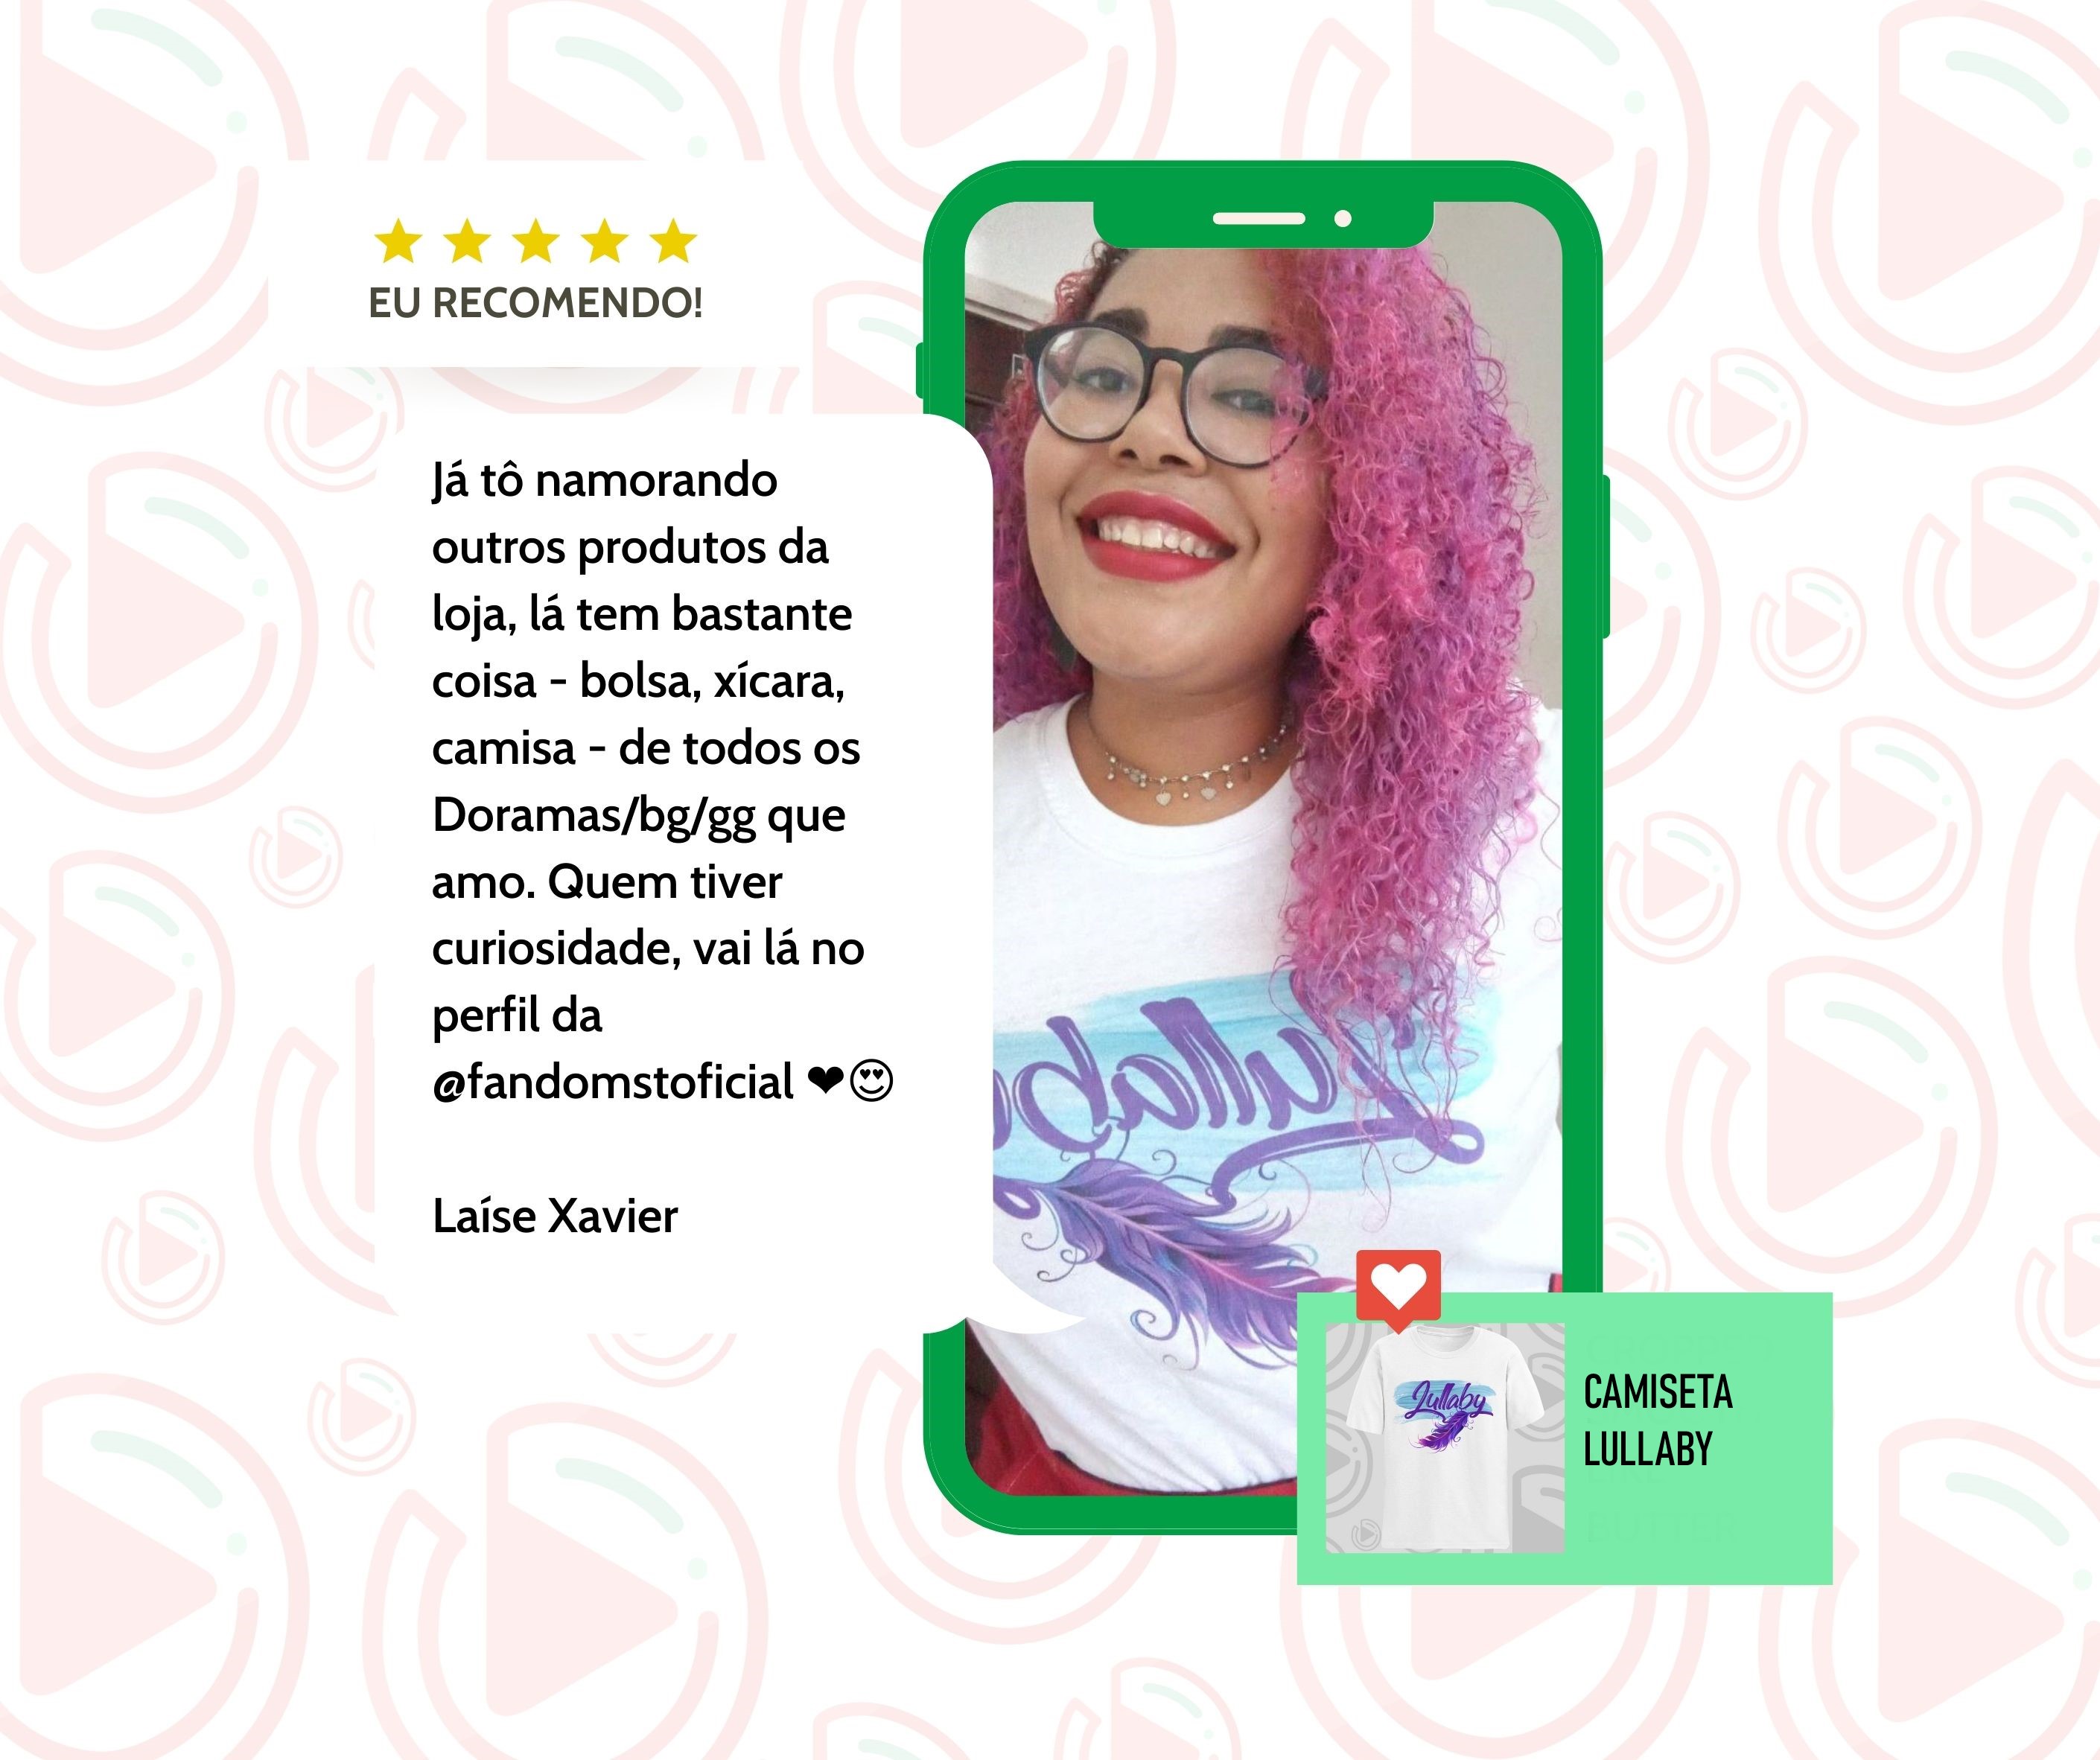 EU RECOMENDO!
Já tô namorando
outros produtos da
loja, lá tem bastante
coisa - bolsa, xícara,
camisa - de todos os
Doramas/bg/gg que
amo. Quem tiver
curiosidade, vai lá no
perfil da
@fandomstoficial ❤😍
Laíse Xavier
Lullaby
Lullaby
CAMISETA
LULLABY